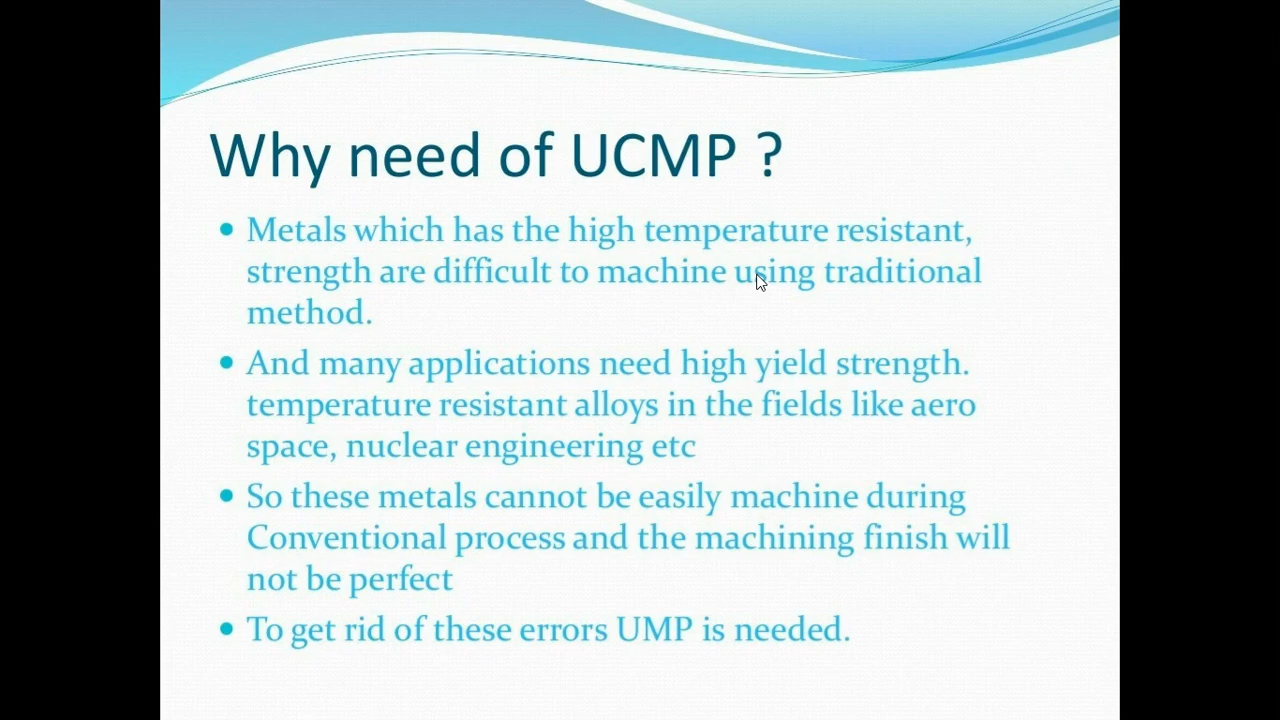 Why need of UCMP ?
• Metals which has the high temperature resistant,
strength are difficult to machine using traditional
method.
• And many applications need high yield strength.
temperature resistant alloys in the fields like aero
space, nuclear engineering etc
• So these metals cannot be easily machine during
Conventional process and the machining finish will
not be perfect
• To get rid of these errors UMP is needed.